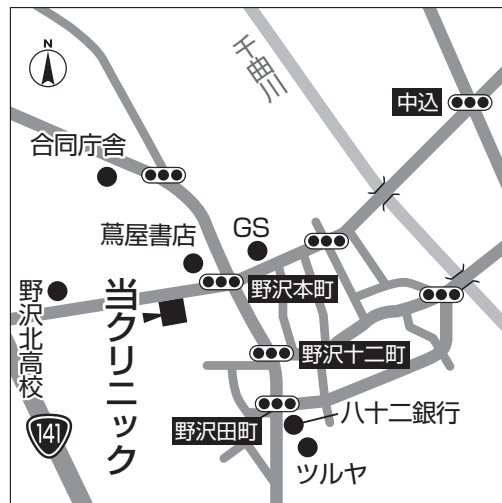 N
千曲川
中込
合同庁舎
蔦屋書店
GS
野沢本町
野沢北高校
当クリニック
野沢十二町
141
野沢田町
八十二銀行
ツルヤ